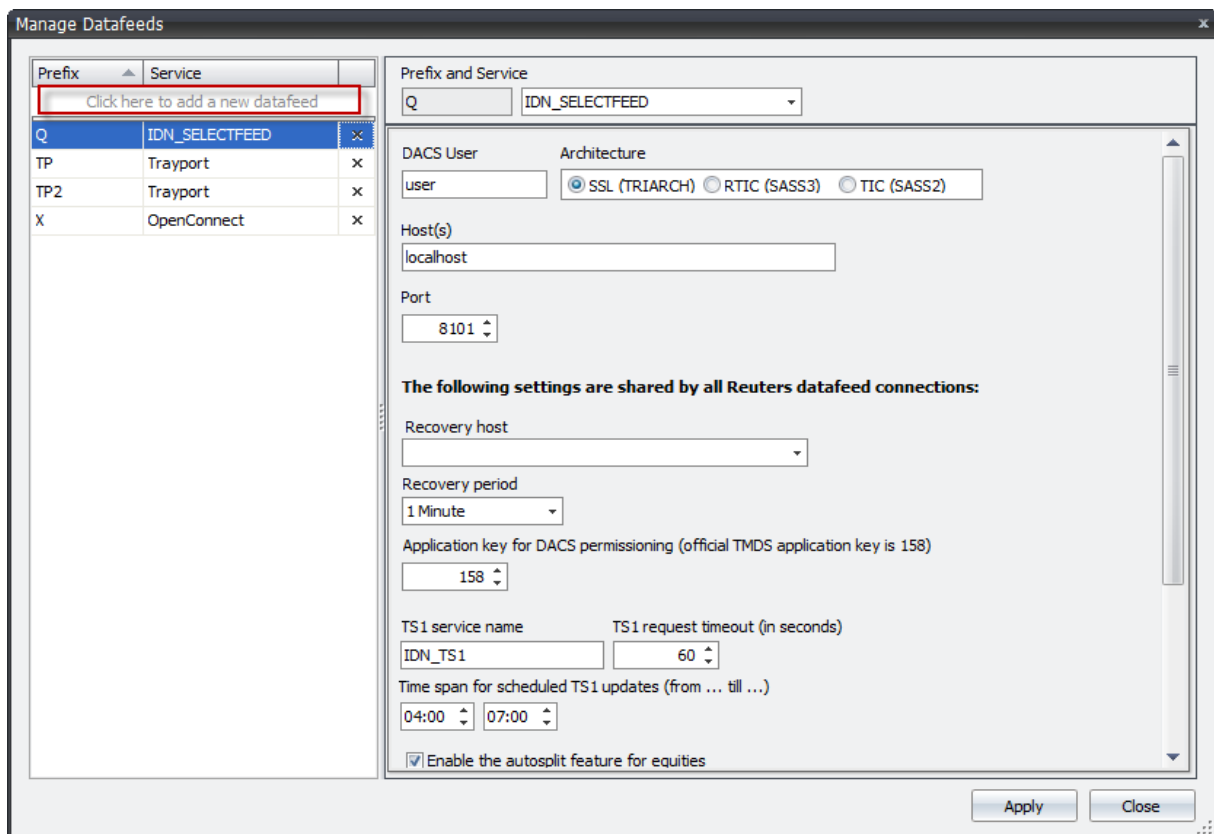 Manage Datafeeds
x
Prefix Service
Click here to add a new datafeed
Q IDN_SELECTFEED ×
TP Trayport ×
TP2 Trayport ×
X OpenConnect ×
Prefix and Service
Q IDN_SELECTFEED
DACS User Architecture
user SSL (TRIARCH) RTIC (SASS3) TIC (SASS2)
Host(s)
localhost
Port
8101
The following settings are shared by all Reuters datafeed connections:
Recovery host
Recovery period
1 Minute
Application key for DACS permissioning (official TMDS application key is 158)
158
TS1 service name TS1 request timeout (in seconds)
IDN_TS1 60
Time span for scheduled TS1 updates (from ... till ...)
04:00 07:00
Enable the autosplit feature for equities
Apply Close